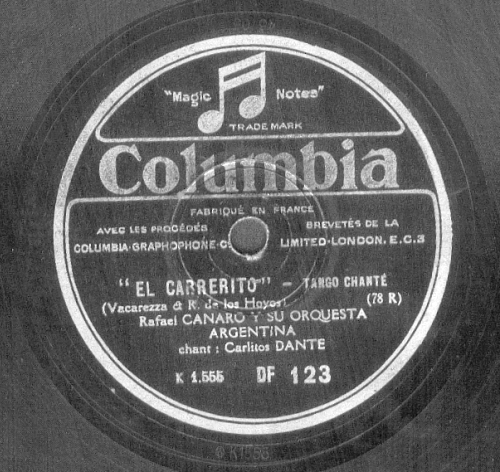 "Magic Notes"
TRADE MARK
Columbia
FABRIQUÉ EN FRANCE
AVEC LES PROCÉDÉS BREVETÉS DE LA
COLUMBIA-GRAPHOPHONE-C LIMITED-LONDON, E.C.3
"EL CARRERITO" - TANGO CHANTÉ
(Vacarezza & R. de los Hoyos) (78 R)
Rafael CANARO Y SU ORQUESTA
ARGENTINA
chant : Carlitos DANTE
K 1.555 DF 123